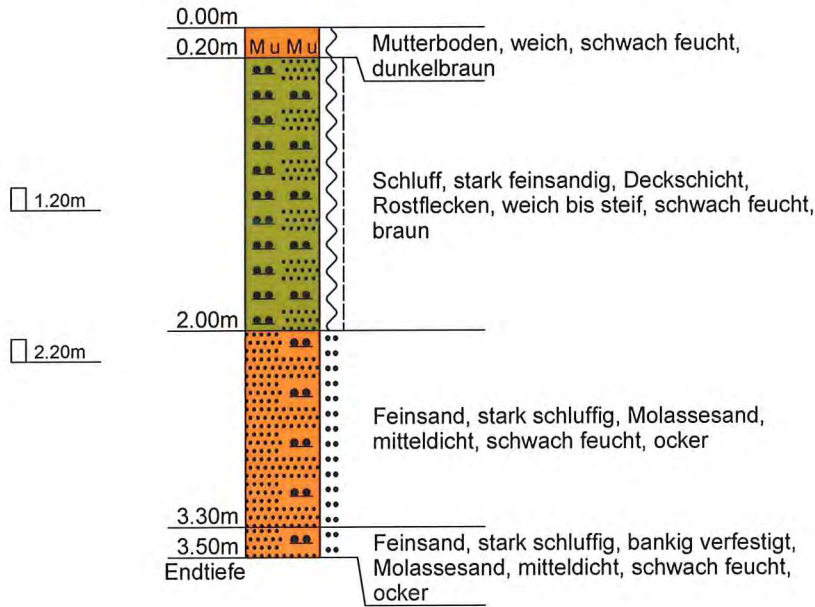 0.00m
0.20m
Mu Mu
Mutterboden, weich, schwach feucht,
dunkelbraun
1.20m
Schluff, stark feinsandig, Deckschicht,
Rostflecken, weich bis steif, schwach feucht,
braun
2.00m
2.20m
Feinsand, stark schluffig, Molassesand,
mitteldicht, schwach feucht, ocker
3.30m
3.50m
Endtiefe
Feinsand, stark schluffig, bankig verfestigt,
Molassesand, mitteldicht, schwach feucht,
ocker